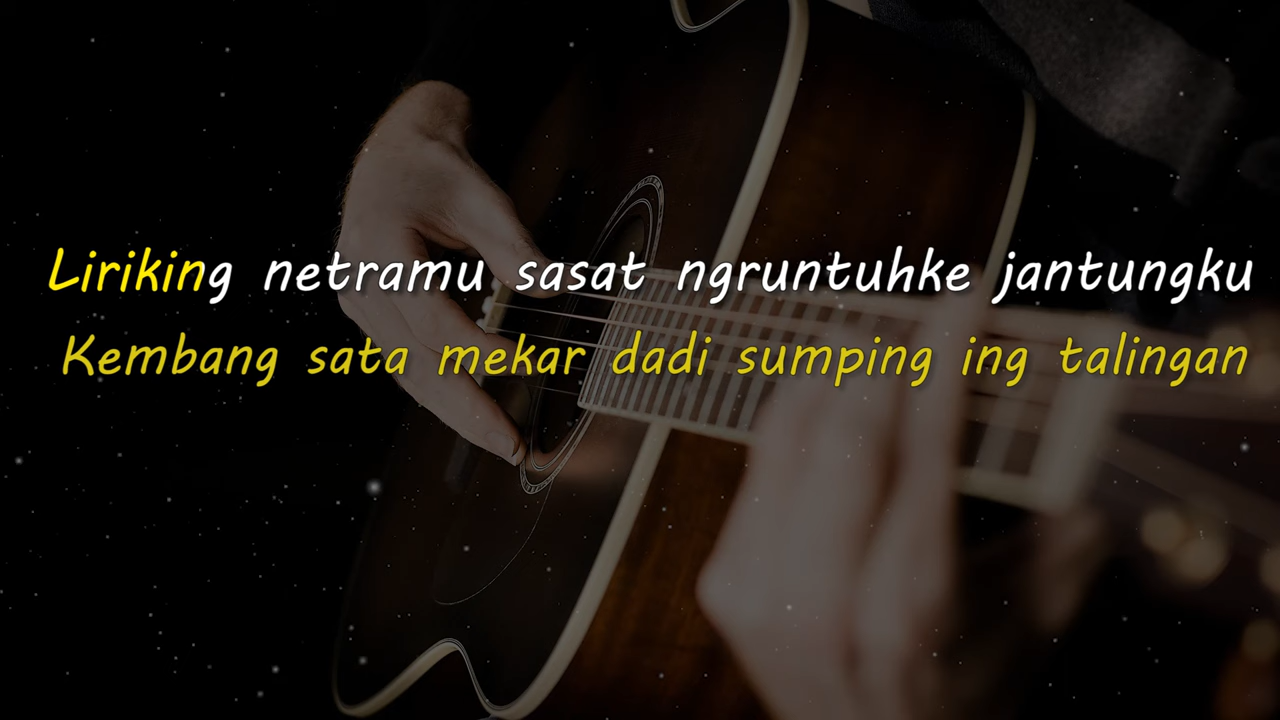 Liriking netramu sasat ngruntuhke jantungku
Kembang sata mekar dadi sumping ing talingan